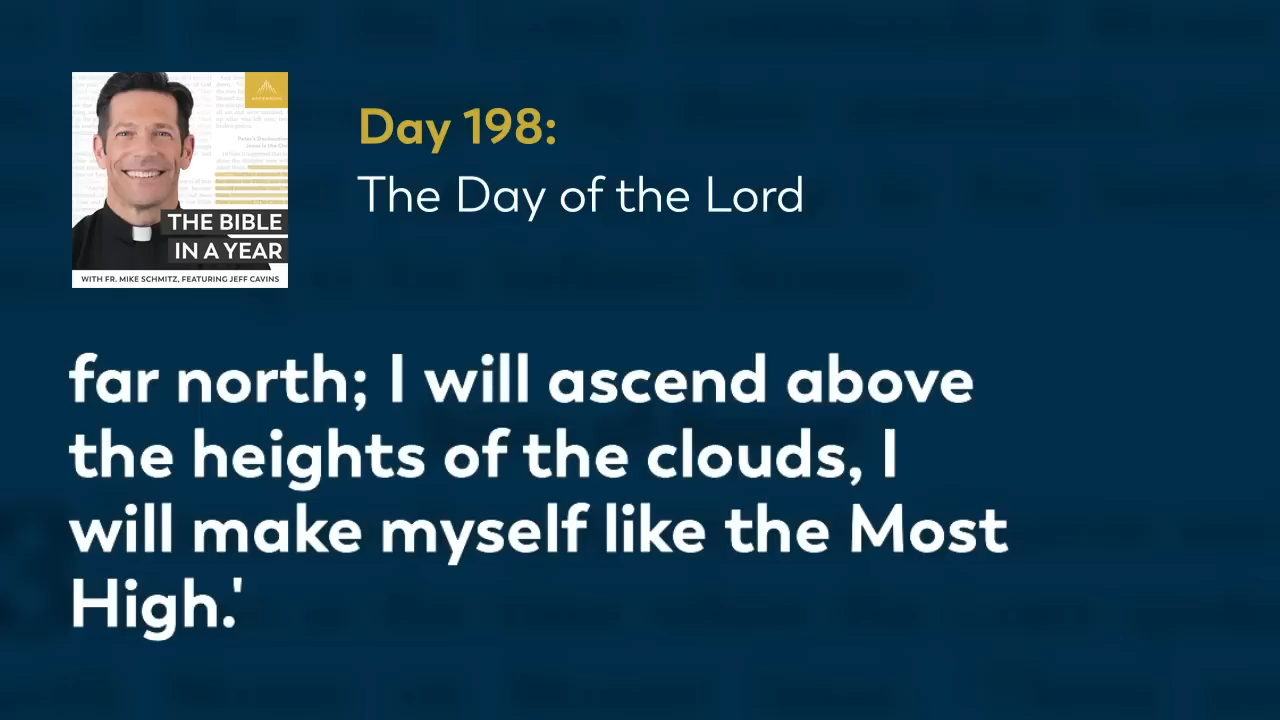 Day 198:
The Day of the Lord
THE BIBLE
IN A YEAR
WITH FR. MIKE SCHMITZ, FEATURING JEFF CAVINS
far north; I will ascend above
the heights of the clouds, I
will make myself like the Most
High.'